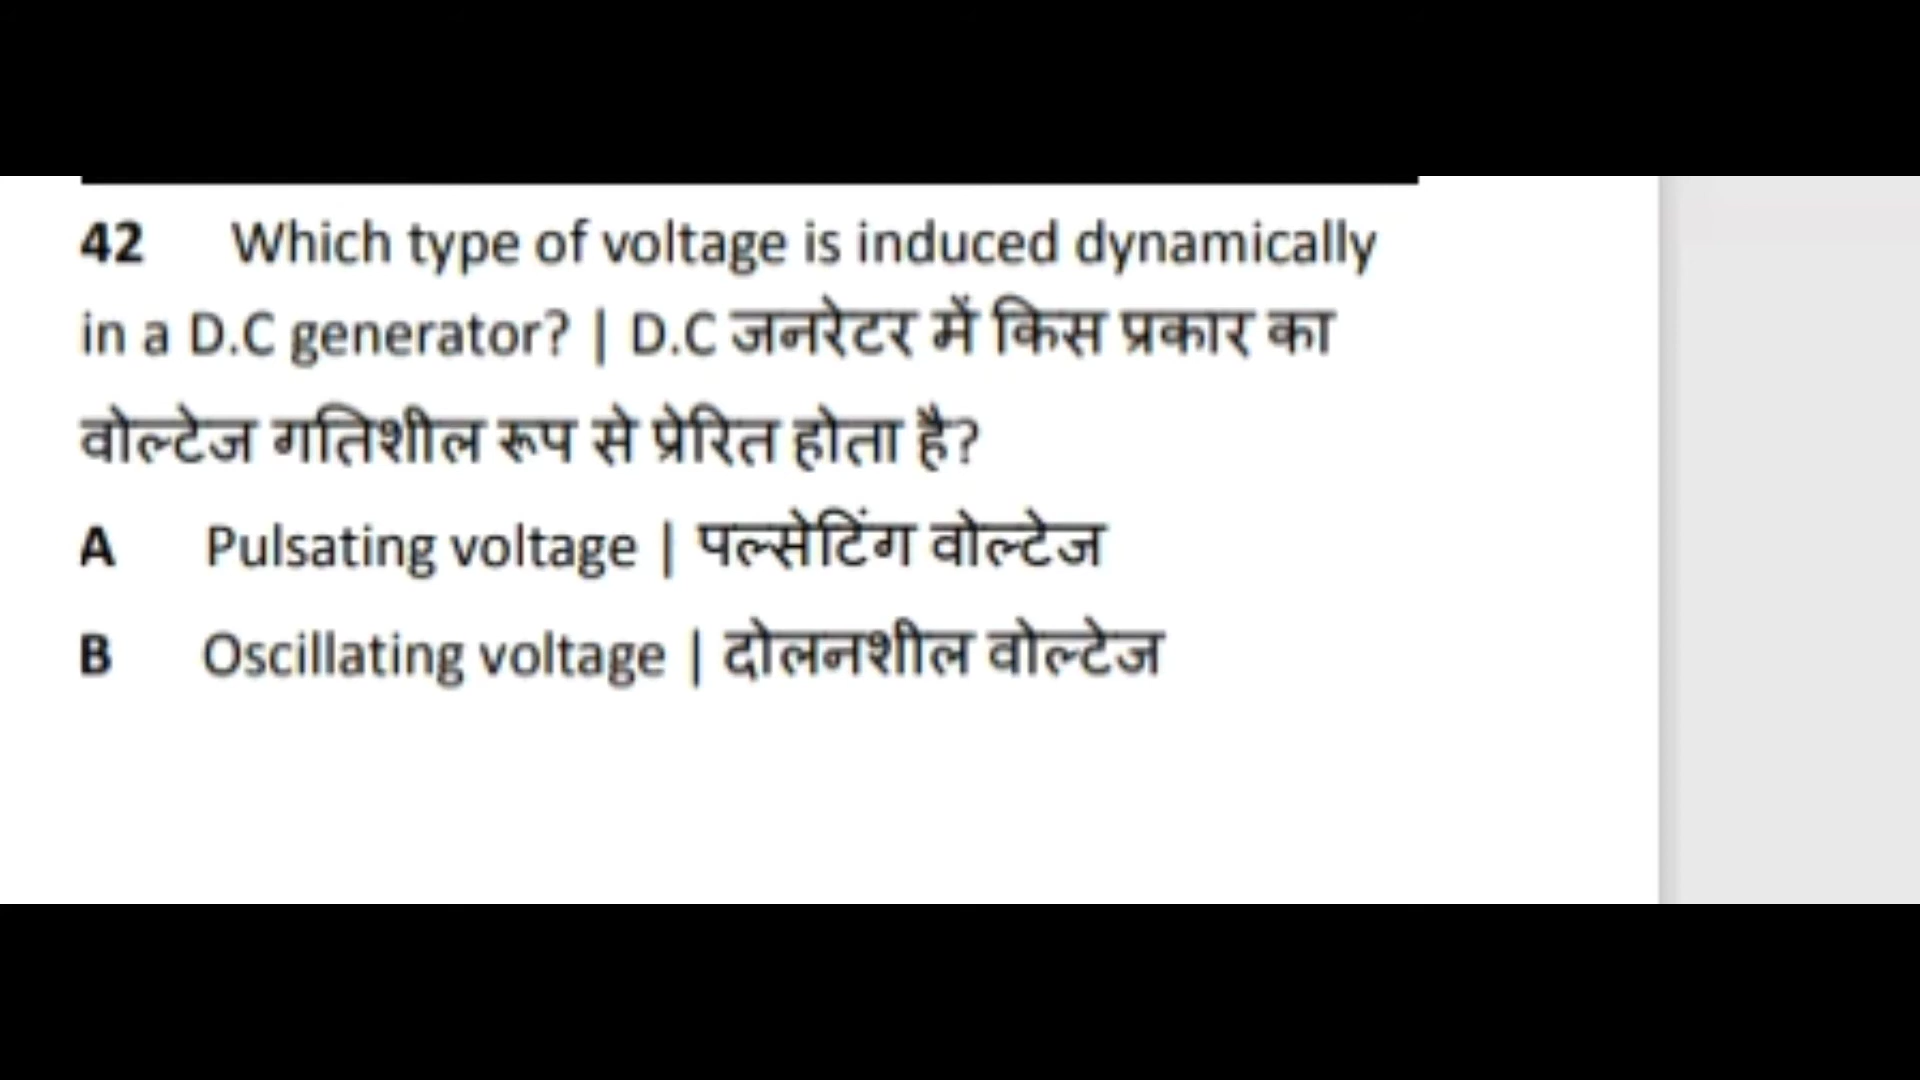 42 Which type of voltage is induced dynamically
in a D.C generator? | D.C जनरेटर में किस प्रकार का
वोल्टेज गतिशील रूप से प्रेरित होता है?
A Pulsating voltage | पल्सेटिंग वोल्टेज
B Oscillating voltage | दोलनशील वोल्टेज